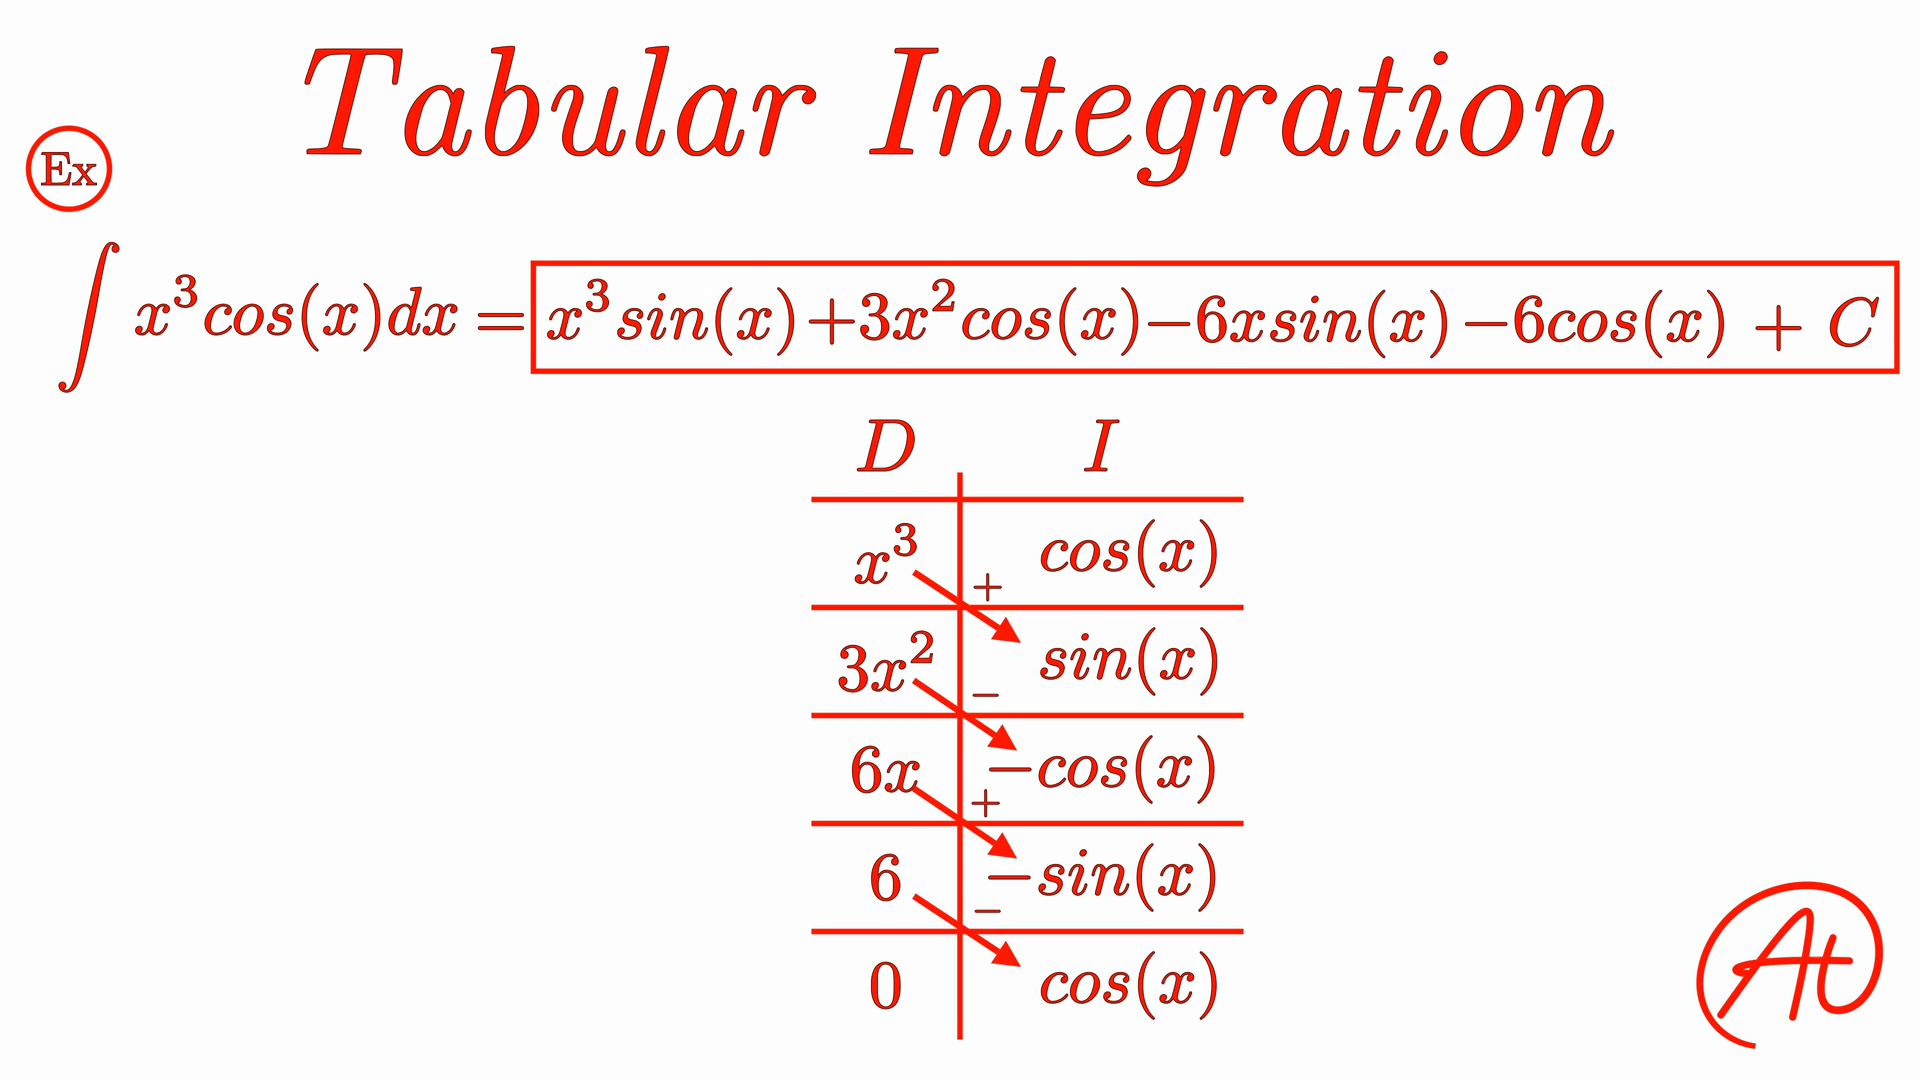 Tabular Integration
Ex
∫ x³cos(x)dx = x³sin(x)+3x²cos(x)−6xsin(x)−6cos(x) + C
D I
x³ + cos(x)
3x² − sin(x)
6x + −cos(x)
6 − −sin(x)
0 cos(x)
At